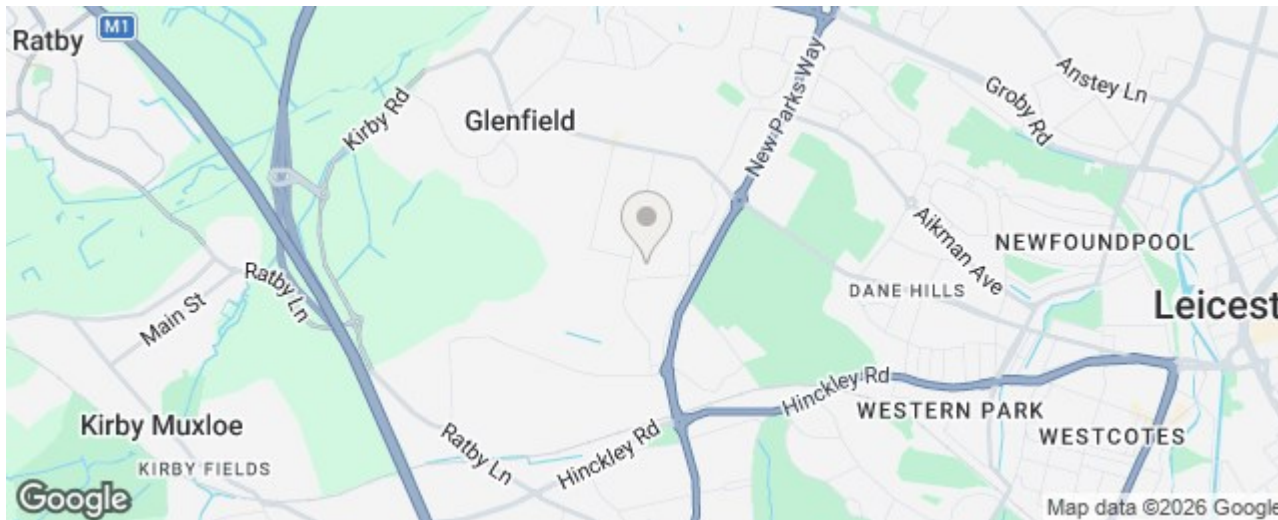 M1
Ratby
Anstey Ln
Kirby Rd
Glenfield
New Parks Way
Groby Rd
Aikman Ave
NEWFOUNDPOOL
DANE HILLS
Leicest
Ratby Ln
Main St
Hinckley Rd
WESTERN PARK
WESTCOTES
Kirby Muxloe
KIRBY FIELDS
Ratby Ln
Hinckley Rd
Google
Map data ©2026 Google